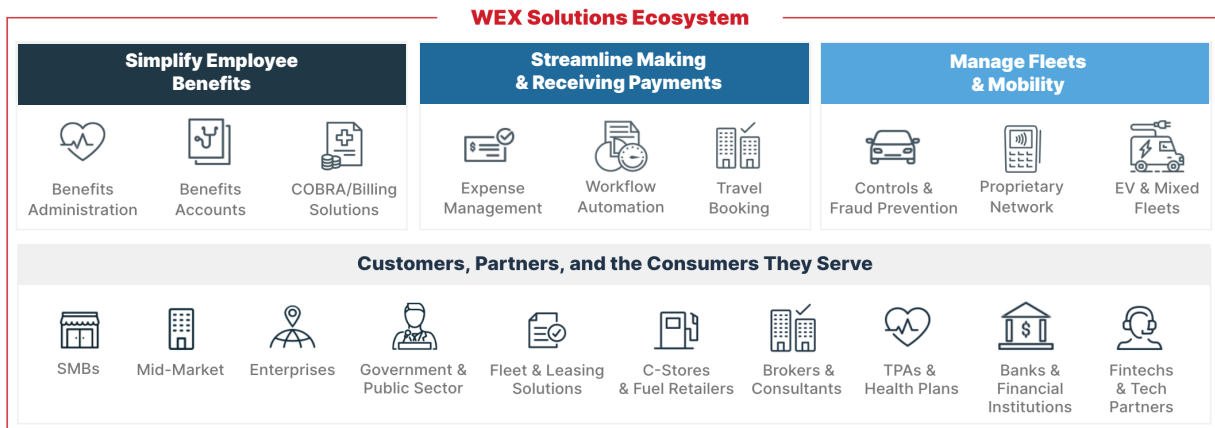 WEX Solutions Ecosystem
Simplify Employee
Benefits
Benefits
Administration
Benefits
Accounts
COBRA/Billing
Solutions
Streamline Making
& Receiving Payments
$
Expense
Management
Workflow
Automation
Travel
Booking
Manage Fleets
& Mobility
Controls &
Fraud Prevention
Proprietary
Network
EV & Mixed
Fleets
Customers, Partners, and the Consumers They Serve
SMBs
Mid-Market
Enterprises
Government &
Public Sector
Fleet & Leasing
Solutions
C-Stores
& Fuel Retailers
Brokers &
Consultants
TPAs &
Health Plans
$
Banks &
Financial
Institutions
Fintechs
& Tech
Partners